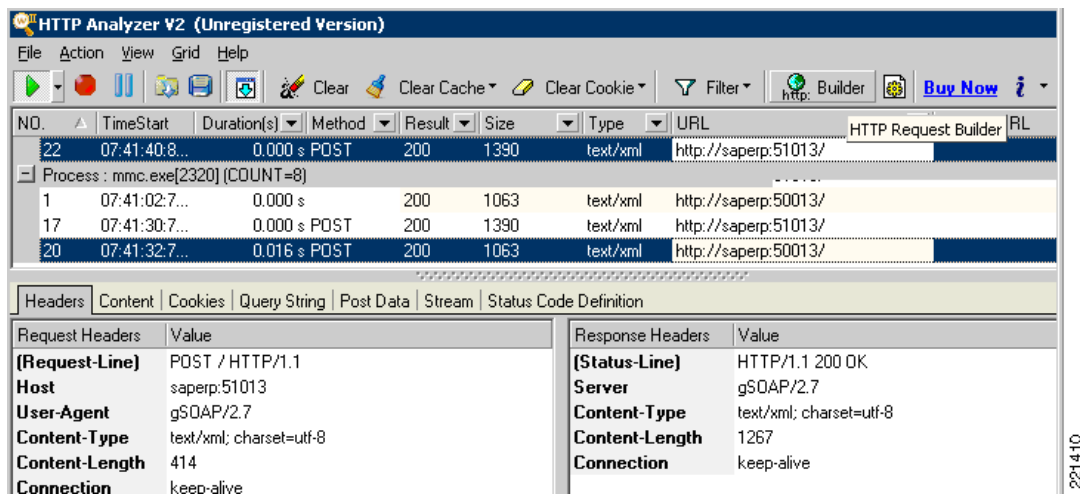 HTTP Analyzer V2 (Unregistered Version)
File Action View Grid Help
Clear Clear Cache Clear Cookie Filter http: Builder Buy Now i
NO. TimeStart Duration(s) Method Result Size Type URL RL
HTTP Request Builder
22 07:41:40:8... 0.000 s POST 200 1390 text/xml http://saperp:51013/
Process : mmc.exe[2320] (COUNT=8)
1 07:41:02:7... 0.000 s 200 1063 text/xml http://saperp:50013/
17 07:41:30:7... 0.000 s POST 200 1390 text/xml http://saperp:51013/
20 07:41:32:7... 0.016 s POST 200 1063 text/xml http://saperp:50013/
Headers Content Cookies Query String Post Data Stream Status Code Definition
Request Headers Value Response Headers Value
(Request-Line) POST / HTTP/1.1 (Status-Line) HTTP/1.1 200 OK
Host saperp:51013 Server gSOAP/2.7
User-Agent gSOAP/2.7 Content-Type text/xml; charset=utf-8
Content-Type text/xml; charset=utf-8 Content-Length 1267
Content-Length 414 Connection keep-alive
Connection keep-alive
221410